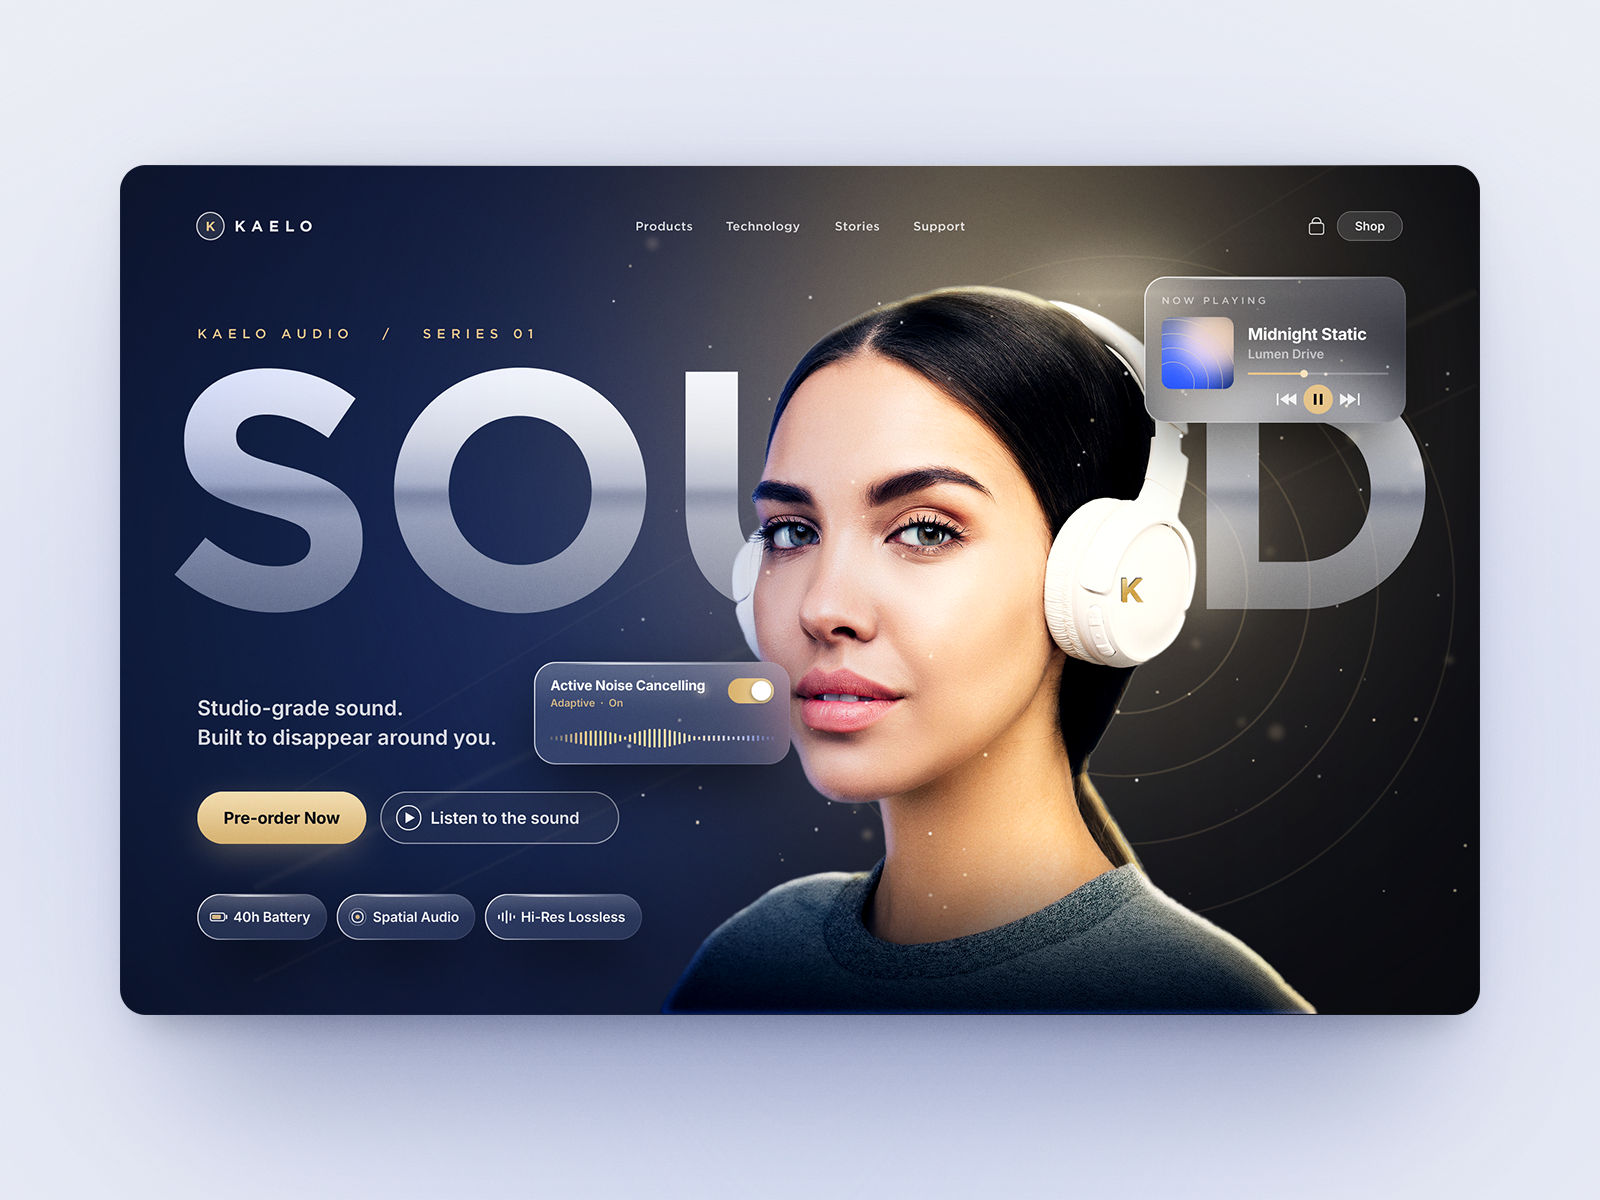 K KAELO
Products Technology Stories Support
Shop
NOW PLAYING
Midnight Static
Lumen Drive
KAELO AUDIO / SERIES 01
SOU D
K
Active Noise Cancelling
Adaptive · On
Studio-grade sound.
Built to disappear around you.
Pre-order Now
Listen to the sound
40h Battery
Spatial Audio
Hi-Res Lossless